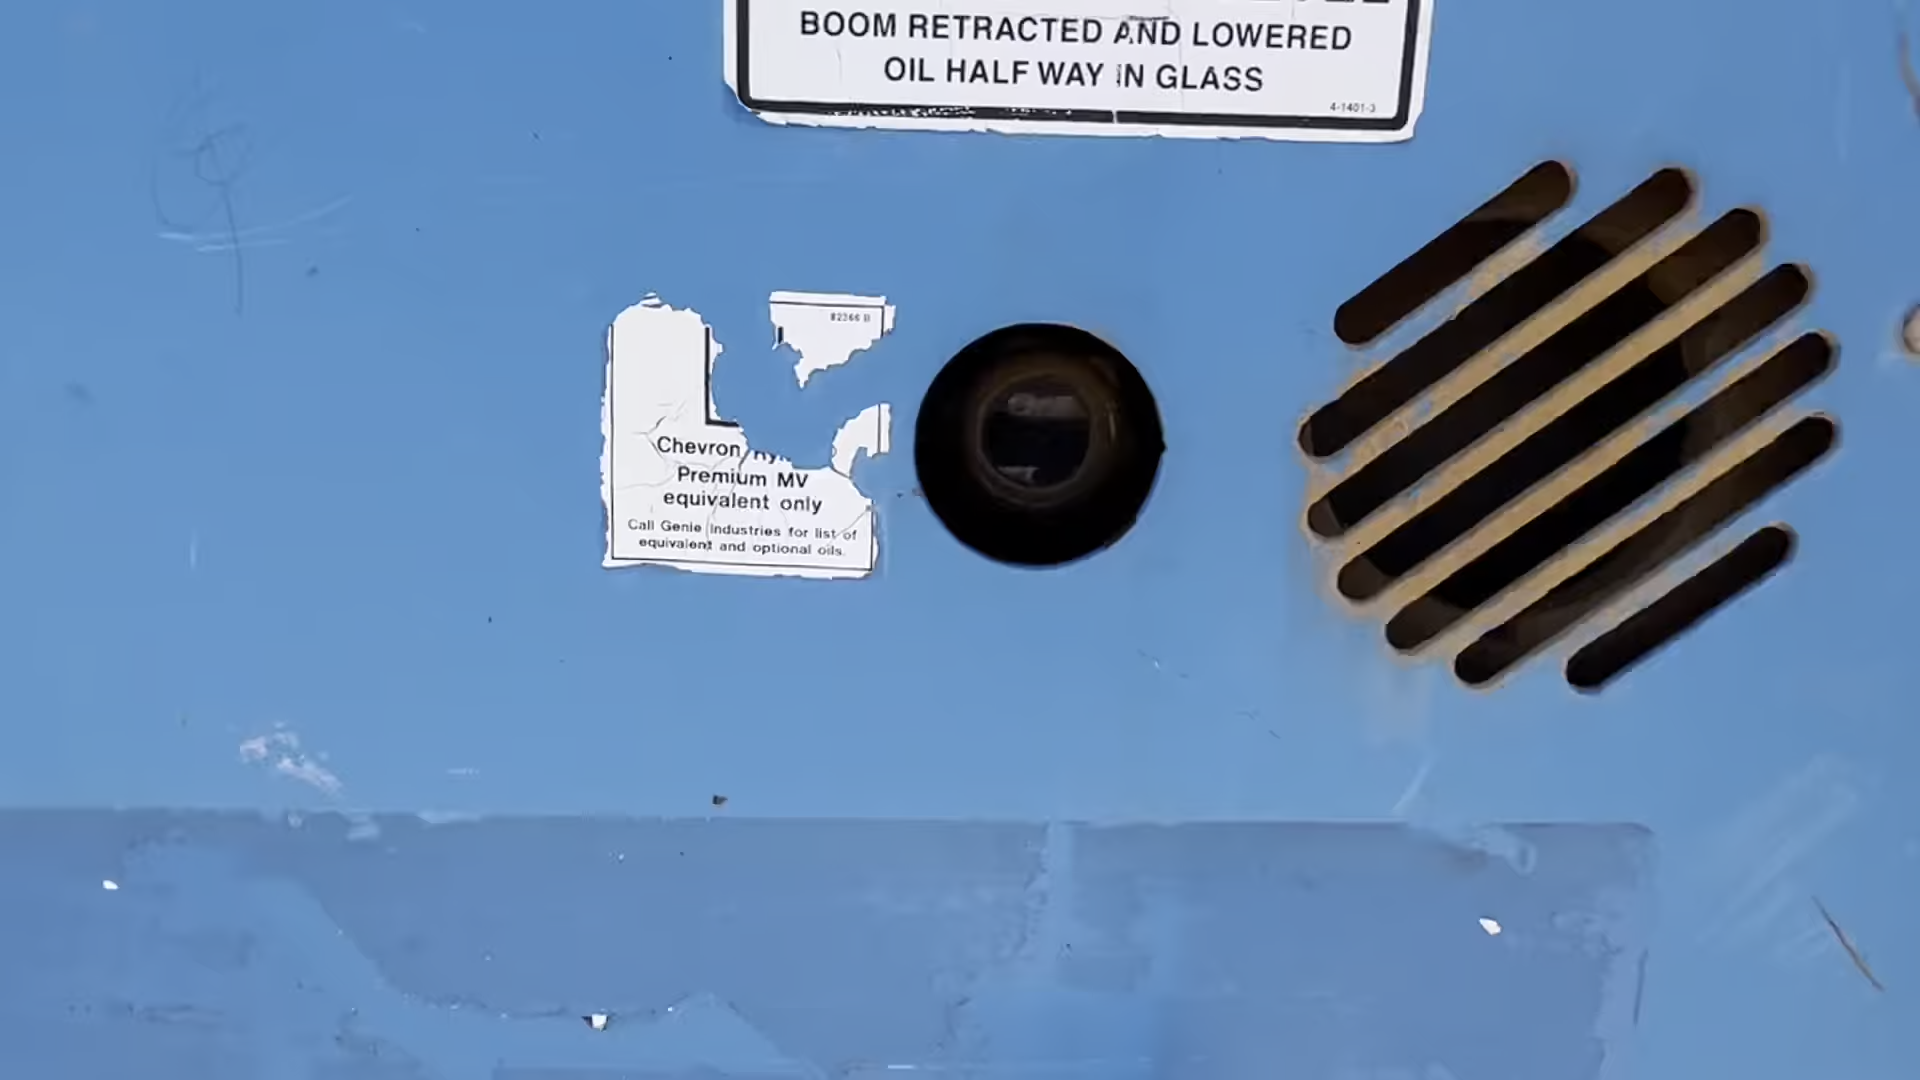 BOOM RETRACTED AND LOWERED
OIL HALF WAY IN GLASS
4-1401-3
Chevron
Premium MV
equivalent only
Call Genie Industries for list of
equivalent and optional oils.